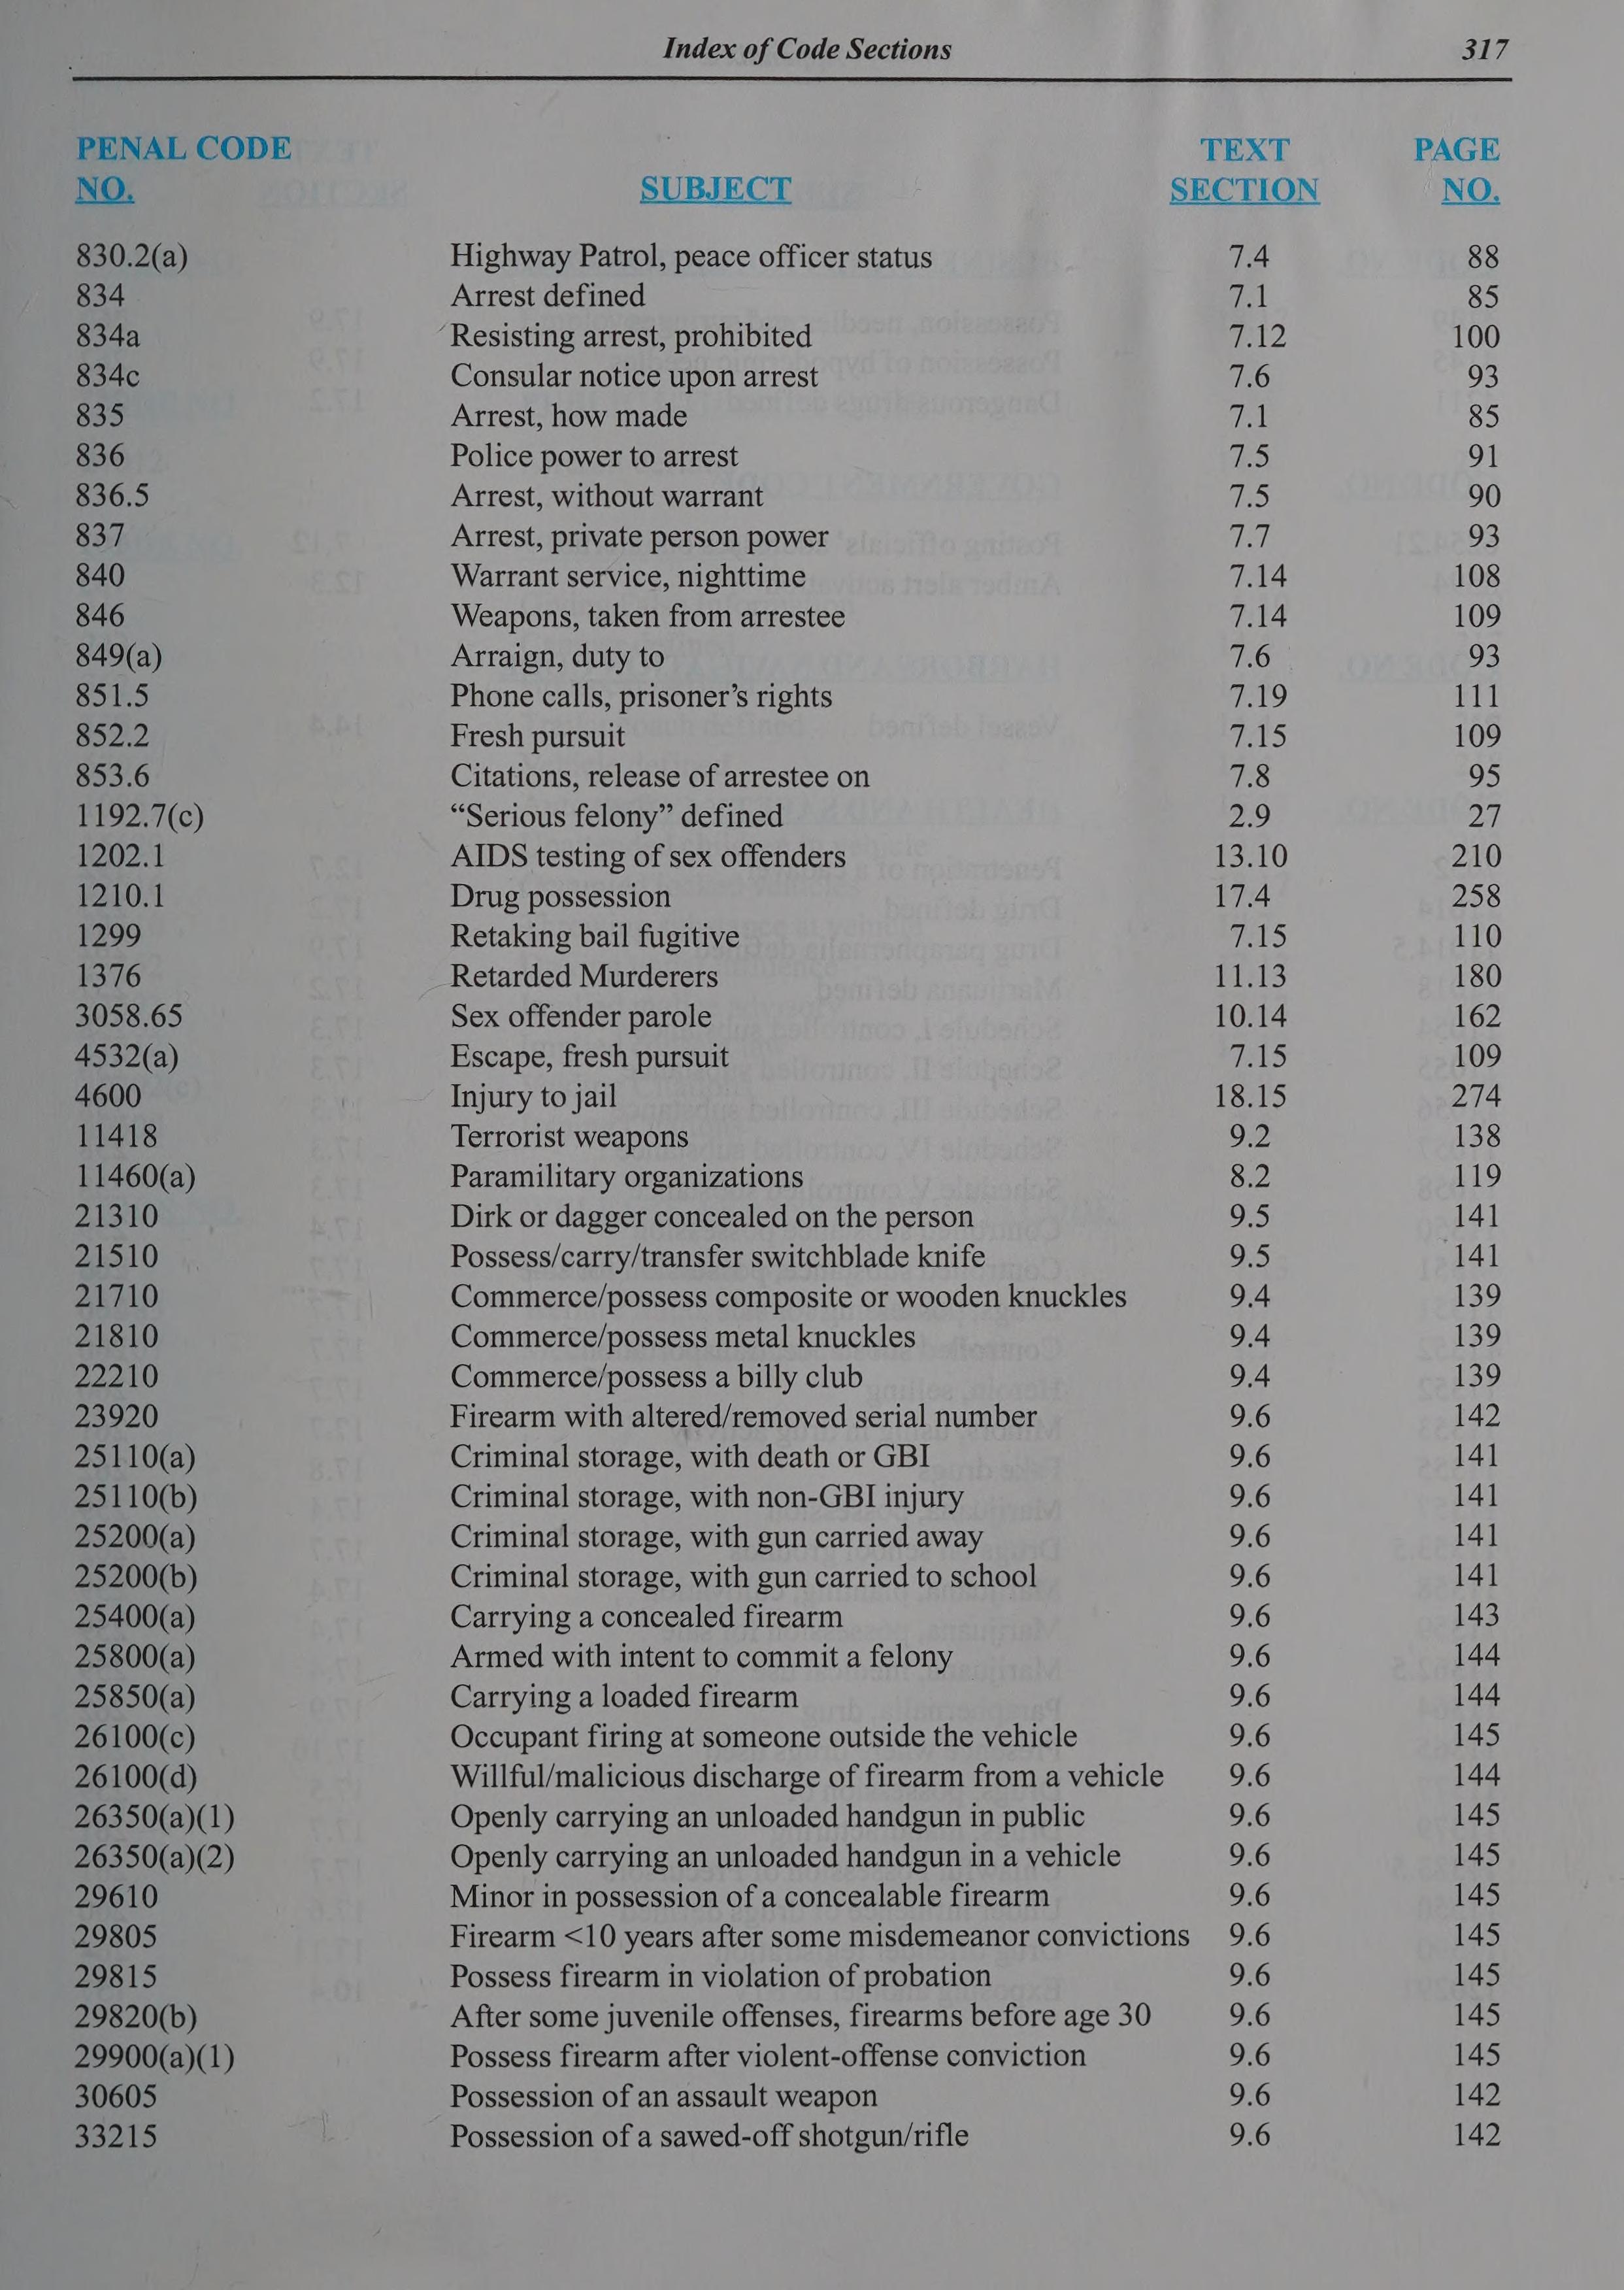 Index of Code Sections 317
PENAL CODE TEXT PAGE
NO. SUBJECT SECTION NO.
830.2(a) Highway Patrol, peace officer status 7.4 88
834 Arrest defined 7.1 85
834a Resisting arrest, prohibited 7.12 100
834c Consular notice upon arrest 7.6 93
835 Arrest, how made 7.1 85
836 Police power to arrest 7.5 91
836.5 Arrest, without warrant 7.5 90
837 Arrest, private person power 7.7 93
840 Warrant service, nighttime 7.14 108
846 Weapons, taken from arrestee 7.14 109
849(a) Arraign, duty to 7.6 93
851.5 Phone calls, prisoner’s rights 7.19 111
852.2 Fresh pursuit 7.15 109
853.6 Citations, release of arrestee on 7.8 95
1192.7(c) “Serious felony” defined 2.9 27
1202.1 AIDS testing of sex offenders 13.10 210
1210.1 Drug possession 17.4 258
1299 Retaking bail fugitive 7.15 110
1376 Retarded Murderers 11.13 180
3058.65 Sex offender parole 10.14 162
4532(a) Escape, fresh pursuit 7.15 109
4600 Injury to jail 18.15 274
11418 Terrorist weapons 9.2 138
11460(a) Paramilitary organizations 8.2 119
21310 Dirk or dagger concealed on the person 9.5 141
21510 Possess/carry/transfer switchblade knife 9.5 141
21710 Commerce/possess composite or wooden knuckles 9.4 139
21810 Commerce/possess metal knuckles 9.4 139
22210 Commerce/possess a billy club 9.4 139
23920 Firearm with altered/removed serial number 9.6 142
25110(a) Criminal storage, with death or GBI 9.6 141
25110(b) Criminal storage, with non-GBI injury 9.6 141
25200(a) Criminal storage, with gun carried away 9.6 141
25200(b) Criminal storage, with gun carried to school 9.6 141
25400(a) Carrying a concealed firearm 9.6 143
25800(a) Armed with intent to commit a felony 9.6 144
25850(a) Carrying a loaded firearm 9.6 144
26100(c) Occupant firing at someone outside the vehicle 9.6 145
26100(d) Willful/malicious discharge of firearm from a vehicle 9.6 144
26350(a)(1) Openly carrying an unloaded handgun in public 9.6 145
26350(a)(2) Openly carrying an unloaded handgun in a vehicle 9.6 145
29610 Minor in possession of a concealable firearm 9.6 145
29805 Firearm <10 years after some misdemeanor convictions 9.6 145
29815 Possess firearm in violation of probation 9.6 145
29820(b) After some juvenile offenses, firearms before age 30 9.6 145
29900(a)(1) Possess firearm after violent-offense conviction 9.6 145
30605 Possession of an assault weapon 9.6 142
33215 Possession of a sawed-off shotgun/rifle 9.6 142